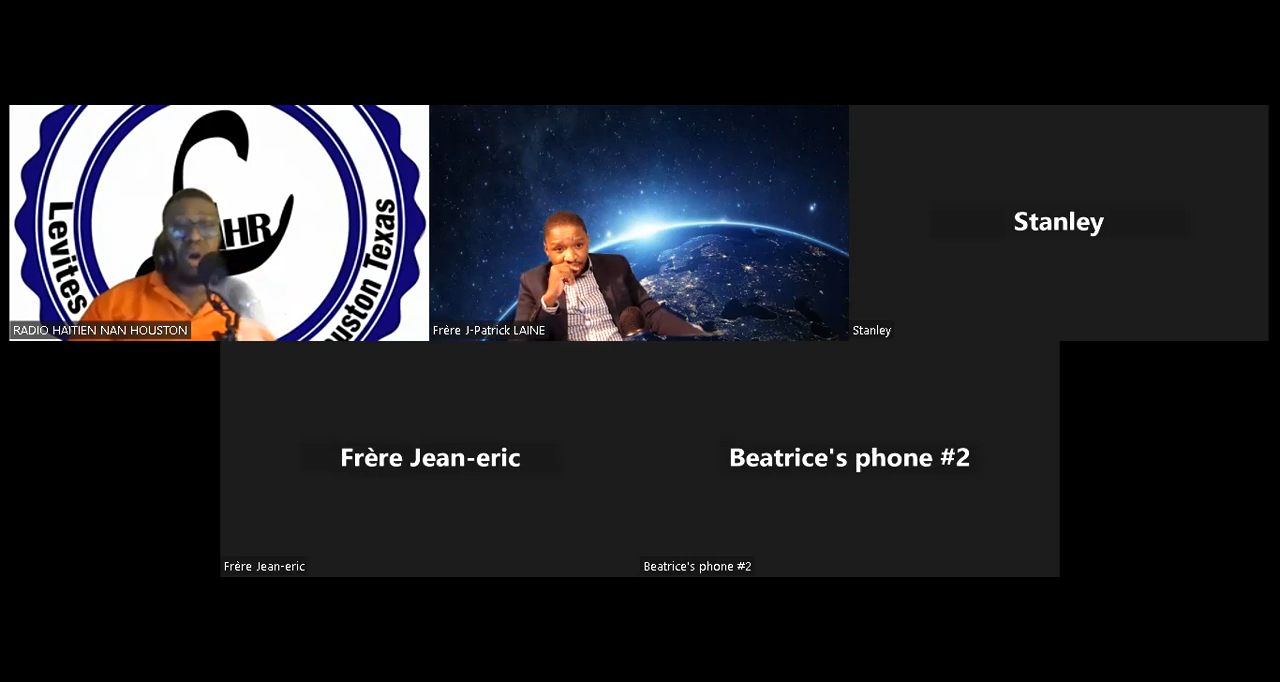 Levites
HR
ouston Texas
RADIO HAITIEN NAN HOUSTON
Frère J-Patrick LAINE
Stanley
Stanley
Frère Jean-eric
Beatrice's phone #2
Frère Jean-eric
Beatrice's phone #2